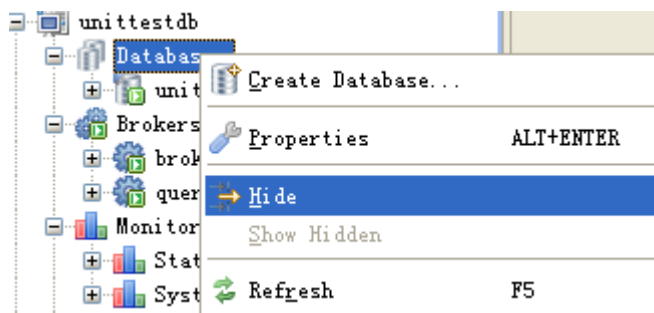 unittestdb
Databas
unit
Brokers
brok
quer
Monitor
Stat
Syst
Create Database...
Properties ALT+ENTER
Hide
Show Hidden
Refresh F5